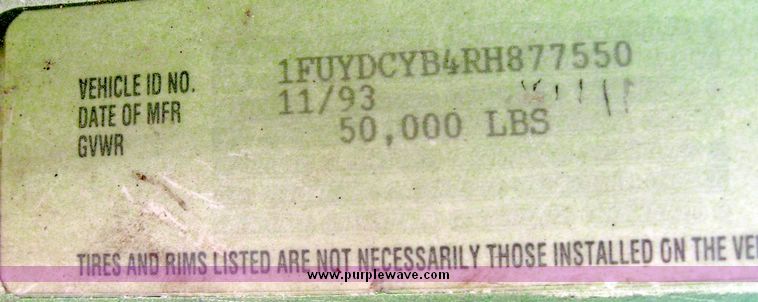 VEHICLE ID NO. 1FUYDCYB4RH877550
DATE OF MFR 11/93
GVWR 50,000 LBS
TIRES AND RIMS LISTED ARE NOT NECESSARILY THOSE INSTALLED ON THE VE
www.purplewave.com